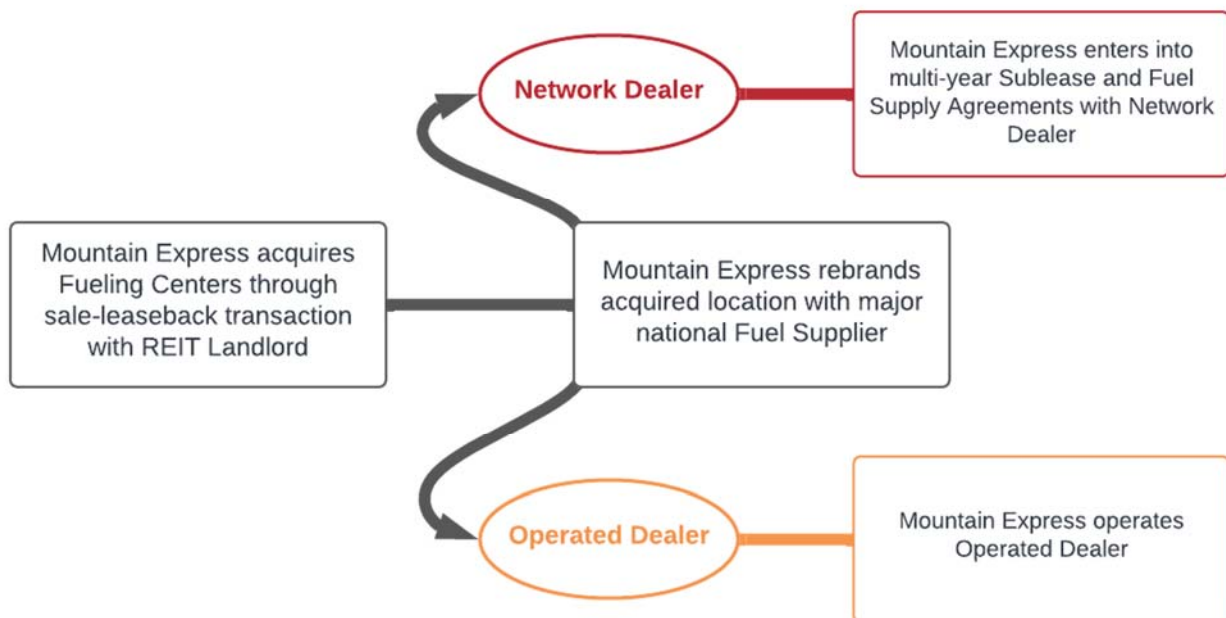 Mountain Express acquires
Fueling Centers through
sale-leaseback transaction
with REIT Landlord
Mountain Express rebrands
acquired location with major
national Fuel Supplier
Network Dealer
Mountain Express enters into
multi-year Sublease and Fuel
Supply Agreements with Network
Dealer
Operated Dealer
Mountain Express operates
Operated Dealer